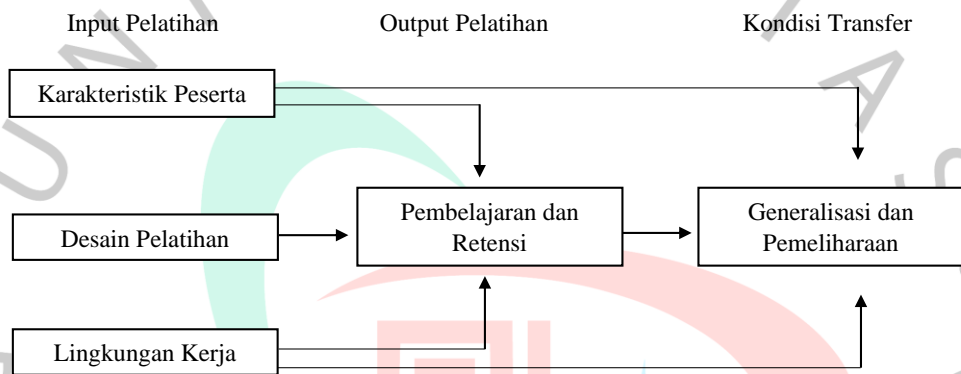 Input Pelatihan
Output Pelatihan
Kondisi Transfer
Karakteristik Peserta
Desain Pelatihan
Pembelajaran dan
Retensi
Generalisasi dan
Pemeliharaan
Lingkungan Kerja